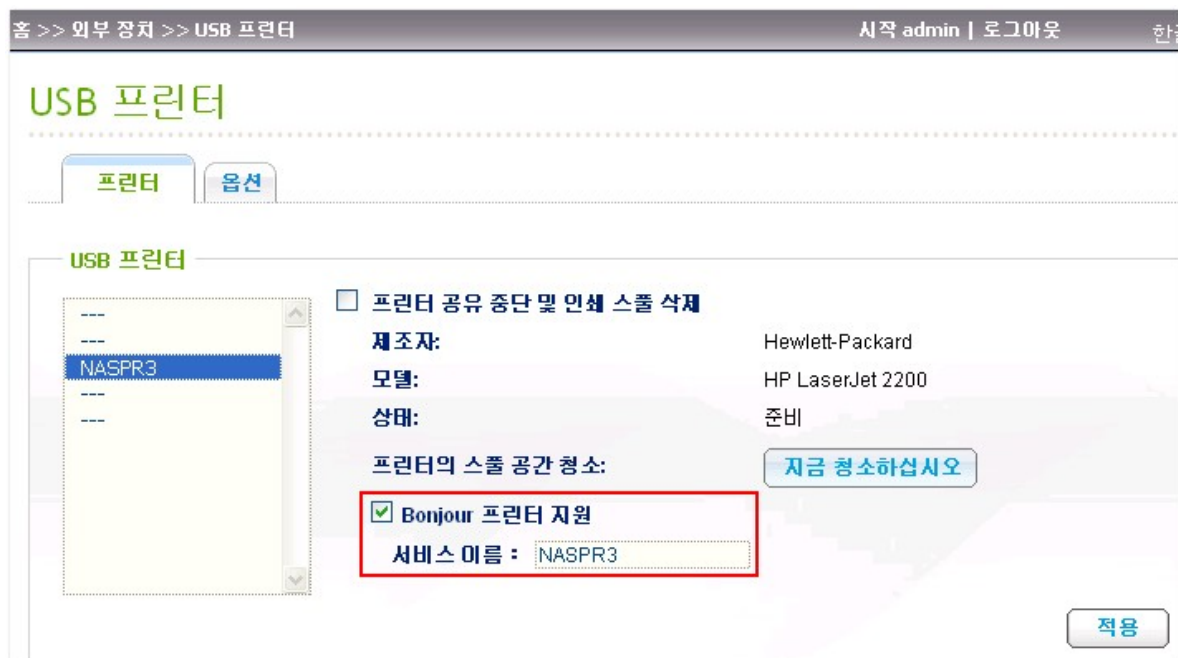 홈 >> 외부 장치 >> USB 프린터 시작 admin | 로그아웃
USB 프린터
프린터 옵션
USB 프린터
---
---
NASPR3
---
---
프린터 공유 중단 및 인쇄 스풀 삭제
제조자: Hewlett-Packard
모델: HP LaserJet 2200
상태: 준비
프린터의 스풀 공간 청소: 지금 청소하십시오
Bonjour 프린터 지원
서비스 이름 : NASPR3
적용